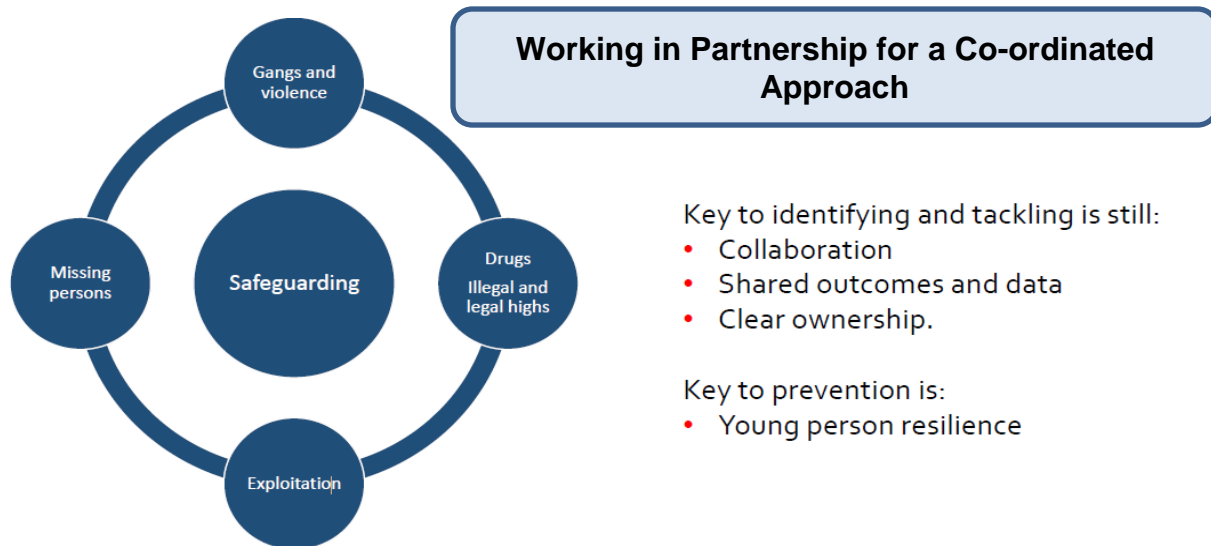 Working in Partnership for a Co-ordinated
Approach
Gangs and
violence
Missing
persons
Safeguarding
Drugs
Illegal and
legal highs
Exploitation
Key to identifying and tackling is still:
• Collaboration
• Shared outcomes and data
• Clear ownership.
Key to prevention is:
• Young person resilience